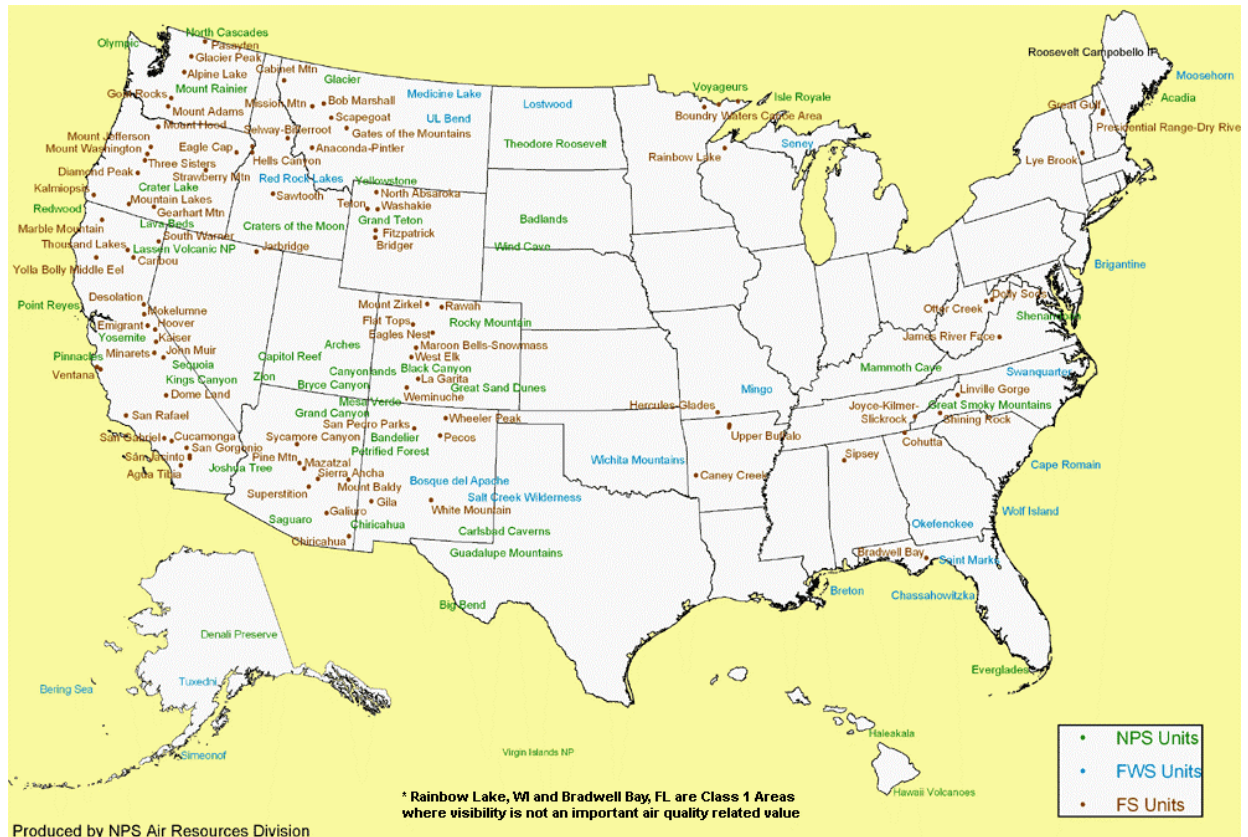 North Cascades
Olympic
Pasayten
Glacier Peak
Alpine Lake
Mount Rainier
Goat Rocks
Mount Adams
Mount Hood
Mount Jefferson
Mount Washington
Three Sisters
Diamond Peak
Eagle Cap
Hells Canyon
Strawberry Mtn
Kalmiopsis
Crater Lake
Mountain Lakes
Gearhart Mtn
Redwood
Lava Beds
Marble Mountain
South Warner
Thousand Lakes
Lassen Volcanic NP
Caribou
Yolla Bolly Middle Eel
Cabinet Mtn
Glacier
Mission Mtn
Bob Marshall
Scapegoat
Selway-Bitterroot
Gates of the Mountains
Anaconda-Pintler
Medicine Lake
UL Bend
Red Rock Lakes
Sawtooth
Craters of the Moon
Jarbridge
Yellowstone
North Absaroka
Teton
Washakie
Grand Teton
Fitzpatrick
Bridger
Lostwood
Theodore Roosevelt
Badlands
Wind Cave
Voyageurs
Isle Royale
Boundry Waters Canoe Area
Rainbow Lake
Seney
Roosevelt Campobello IP
Moosehorn
Acadia
Great Gulf
Presidential Range-Dry Rive
Lye Brook
Brigantine
Desolation
Point Reyes
Mokelumne
Emigrant
Hoover
Yosemite
Kaiser
Pinnacles
Minarets
John Muir
Ventana
Sequoia
Kings Canyon
Dome Land
San Rafael
San Gabriel
Cucamonga
San Gorgonio
San Jacinto
Agua Tibia
Joshua Tree
Capitol Reef
Zion
Arches
Canyonlands
Bryce Canyon
Mount Zirkel
Rawah
Flat Tops
Rocky Mountain
Eagles Nest
Maroon Bells-Snowmass
West Elk
Black Canyon
La Garita
Great Sand Dunes
Weminuche
Mesa Verde
Grand Canyon
San Pedro Parks
Wheeler Peak
Sycamore Canyon
Bandelier
Pecos
Petrified Forest
Pine Mtn
Mazatzal
Sierra Ancha
Superstition
Mount Baldy
Bosque del Apache
Salt Creek Wilderness
Gila
White Mountain
Galiuro
Saguaro
Chiricahua
Chiricahua
Carlsbad Caverns
Guadalupe Mountains
Big Bend
Wichita Mountains
Mingo
Hercules-Glades
Upper Buffalo
Caney Creek
Otter Creek
Dolly Sods
Shenandoah
James River Face
Mammoth Cave
Swanquarter
Linville Gorge
Joyce-Kilmer-
Slickrock
Great Smoky Mountains
Shining Rock
Cohutta
Sipsey
Cape Romain
Wolf Island
Okefenokee
Bradwell Bay
Saint Marks
Chassahowitzka
Breton
Everglades
Denali Preserve
Bering Sea
Tuxedni
Simeonof
Virgin Islands NP
Haleakala
Hawaii Volcanoes
NPS Units
FWS Units
FS Units
* Rainbow Lake, WI and Bradwell Bay, FL are Class 1 Areas
where visibility is not an important air quality related value
Produced by NPS Air Resources Division